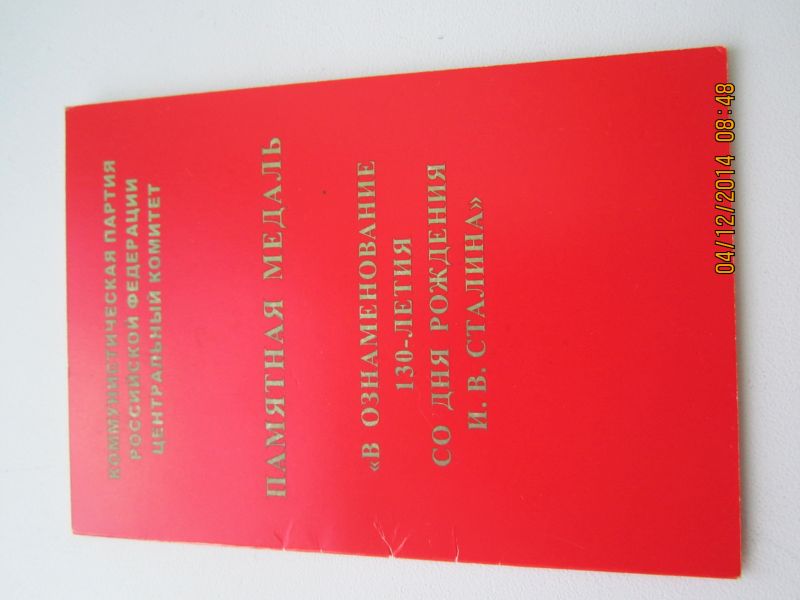 КОММУНИСТИЧЕСКАЯ ПАРТИЯ
РОССИЙСКОЙ ФЕДЕРАЦИИ
ЦЕНТРАЛЬНЫЙ КОМИТЕТ
ПАМЯТНАЯ МЕДАЛЬ
«В ОЗНАМЕНОВАНИЕ
130-ЛЕТИЯ
СО ДНЯ РОЖДЕНИЯ
И. В. СТАЛИНА»
04/12/2014 08:48